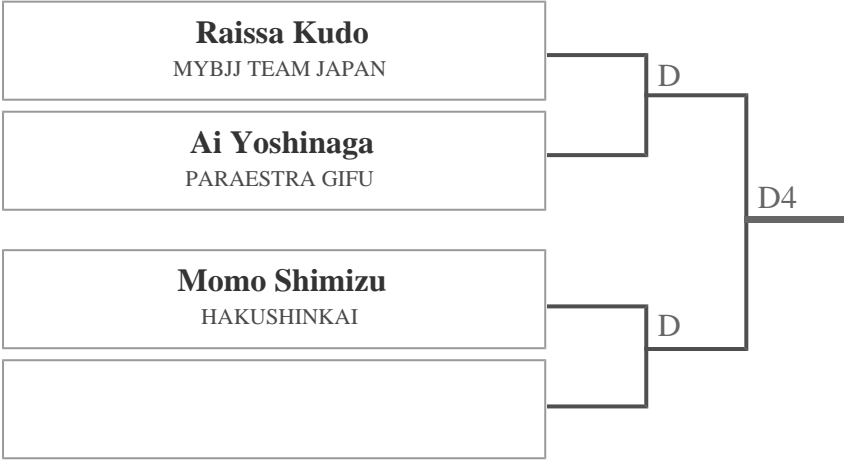 Raissa Kudo
MYBJJ TEAM JAPAN
D
Ai Yoshinaga
PARAESTRA GIFU
D4
Momo Shimizu
HAKUSHINKAI
D